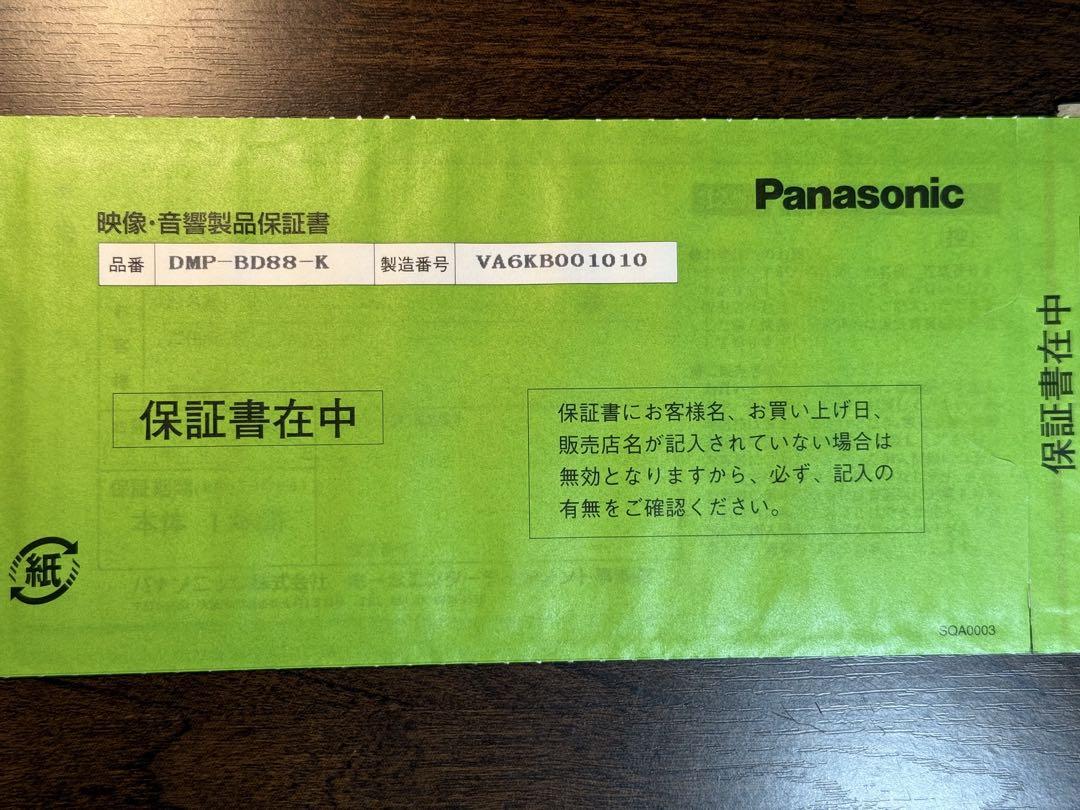 Panasonic
映像・音響製品保証書
品番 DMP-BD88-K 製造番号 VA6KB001010
保証書在中
保証書にお客様名、お買い上げ日、
販売店名が記入されていない場合は
無効となりますから、必ず、記入の
有無をご確認ください。
紙
SQA0003
保証書在中